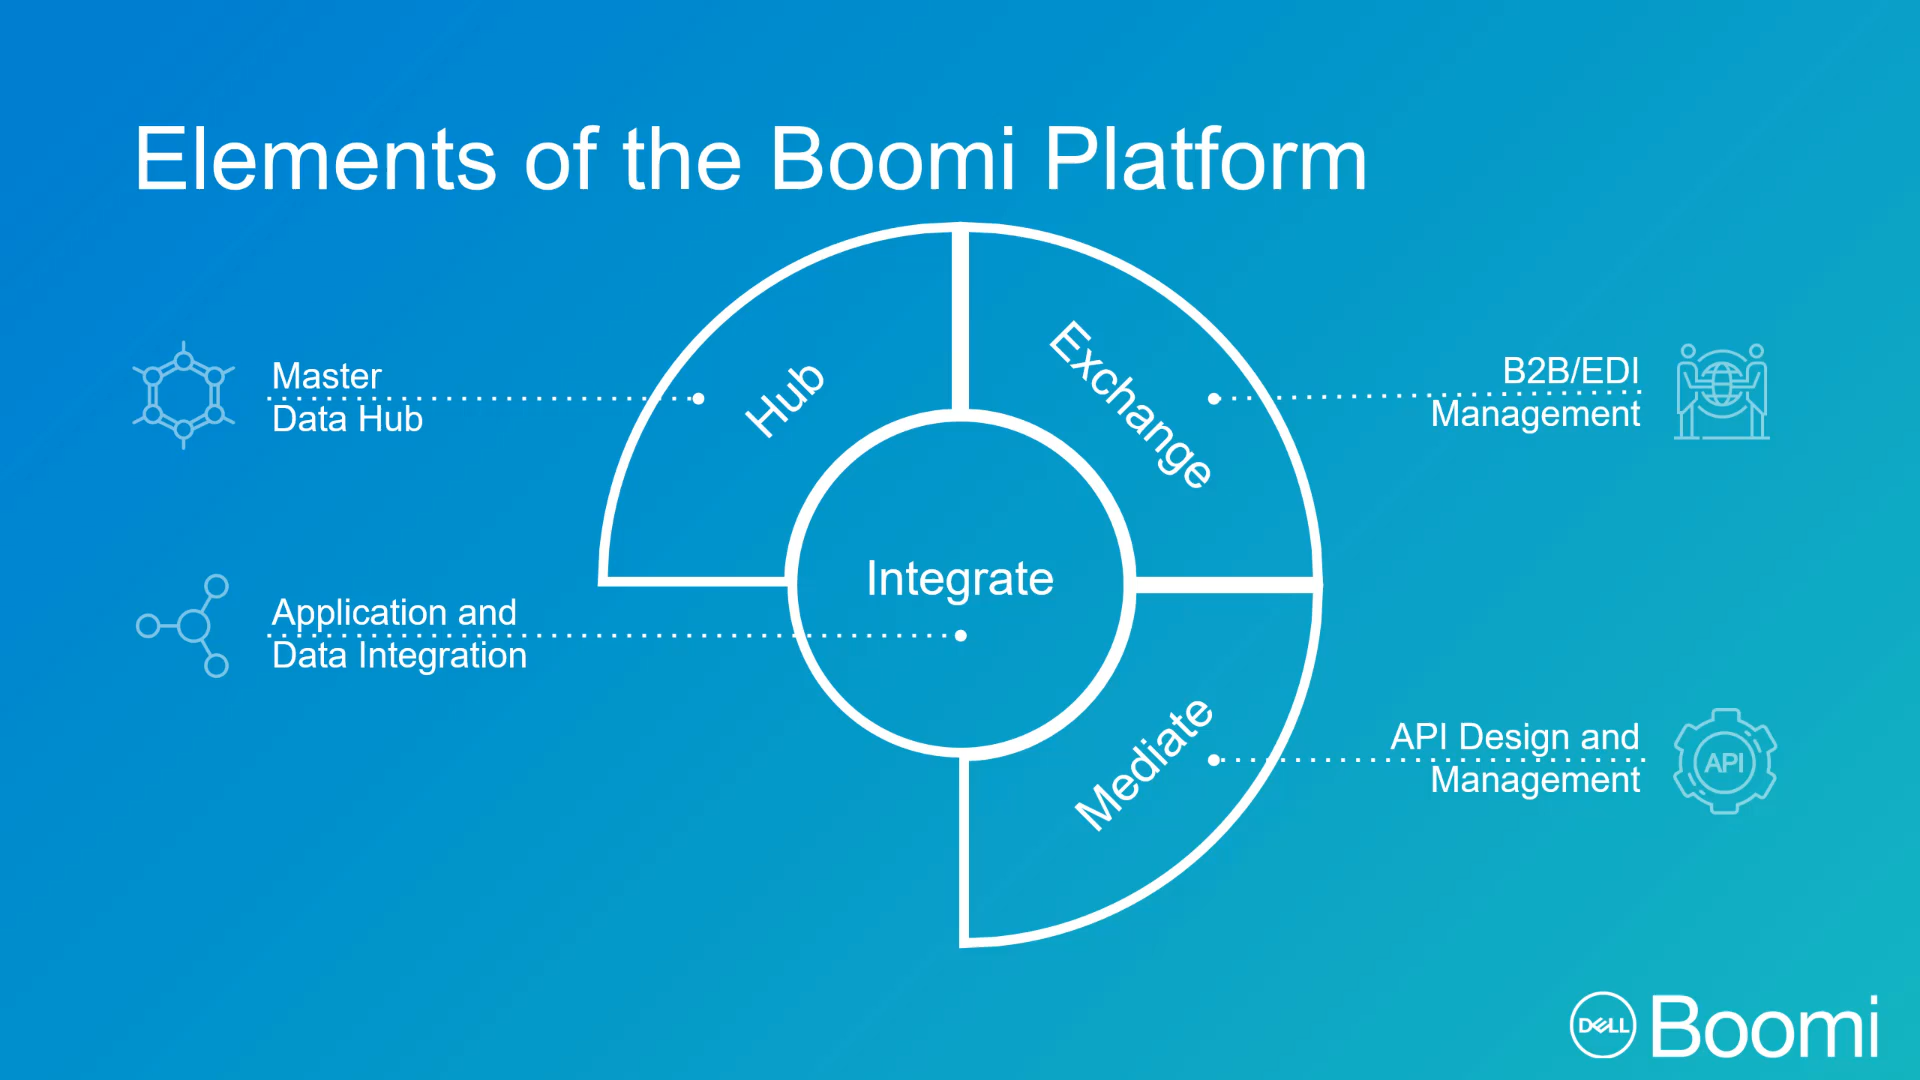 Elements of the Boomi Platform
Hub
Exchange
Integrate
Mediate
Master
Data Hub
Application and
Data Integration
B2B/EDI
Management
API Design and
Management
API
DELL Boomi